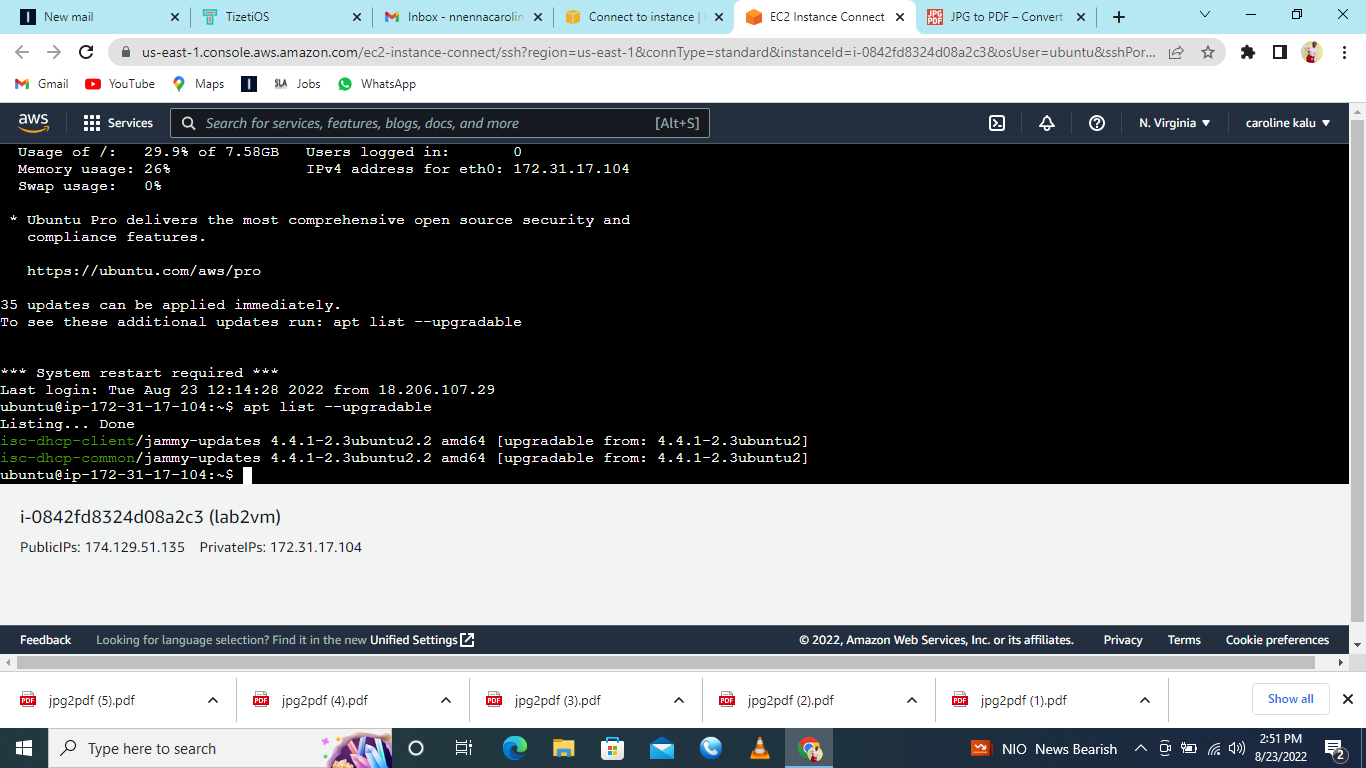 New mail
TizetiOS
Inbox - nnennacarolin
Connect to instance |
EC2 Instance Connect
JPG to PDF – Convert
us-east-1.console.aws.amazon.com/ec2-instance-connect/ssh?region=us-east-1&connType=standard&instanceId=i-0842fd8324d08a2c3&osUser=ubuntu&sshPor...
Gmail
YouTube
Maps
SLA Jobs
WhatsApp
aws
Services
Search for services, features, blogs, docs, and more [Alt+S]
N. Virginia
caroline kalu
Usage of /: 29.9% of 7.58GB Users logged in: 0
Memory usage: 26% IPv4 address for eth0: 172.31.17.104
Swap usage: 0%
* Ubuntu Pro delivers the most comprehensive open source security and
compliance features.
https://ubuntu.com/aws/pro
35 updates can be applied immediately.
To see these additional updates run: apt list --upgradable
*** System restart required ***
Last login: Tue Aug 23 12:14:28 2022 from 18.206.107.29
ubuntu@ip-172-31-17-104:~$ apt list --upgradable
Listing... Done
isc-dhcp-client/jammy-updates 4.4.1-2.3ubuntu2.2 amd64 [upgradable from: 4.4.1-2.3ubuntu2]
isc-dhcp-common/jammy-updates 4.4.1-2.3ubuntu2.2 amd64 [upgradable from: 4.4.1-2.3ubuntu2]
ubuntu@ip-172-31-17-104:~$
i-0842fd8324d08a2c3 (lab2vm)
PublicIPs: 174.129.51.135 PrivateIPs: 172.31.17.104
Feedback Looking for language selection? Find it in the new Unified Settings © 2022, Amazon Web Services, Inc. or its affiliates. Privacy Terms Cookie preferences
jpg2pdf (5).pdf
jpg2pdf (4).pdf
jpg2pdf (3).pdf
jpg2pdf (2).pdf
jpg2pdf (1).pdf
Show all
Type here to search
NIO News Bearish
2:51 PM
8/23/2022
2